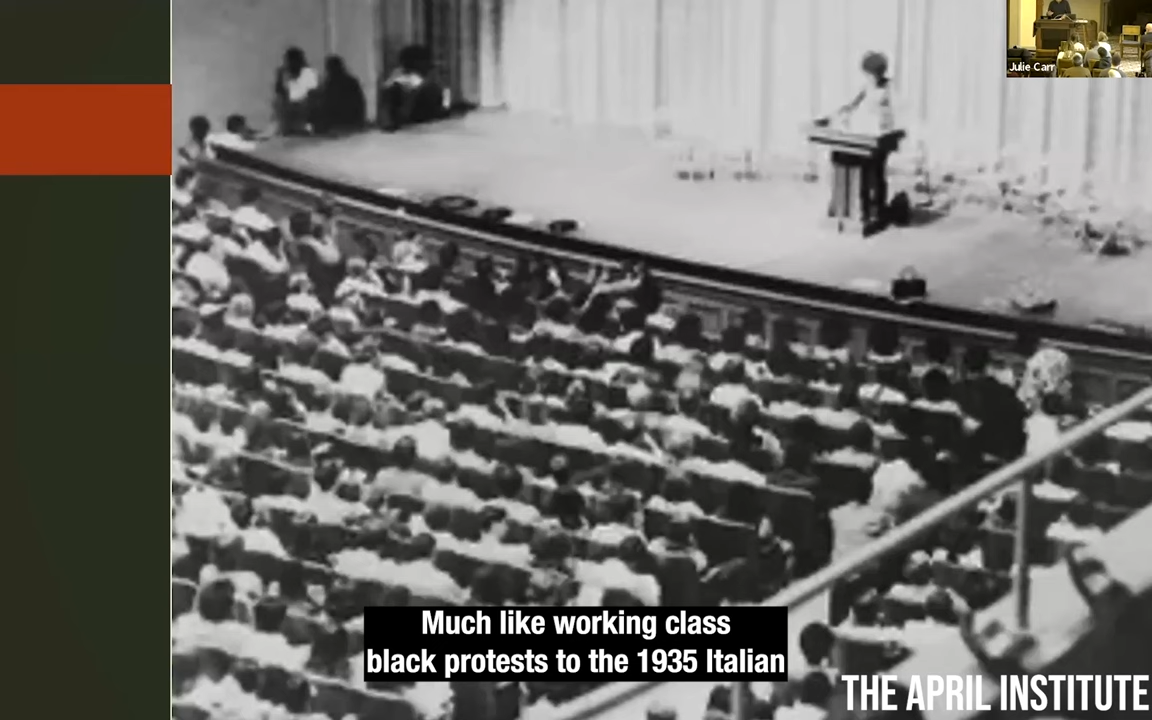 Julie Carr
Much like working class
black protests to the 1935 Italian
THE APRIL INSTITUTE